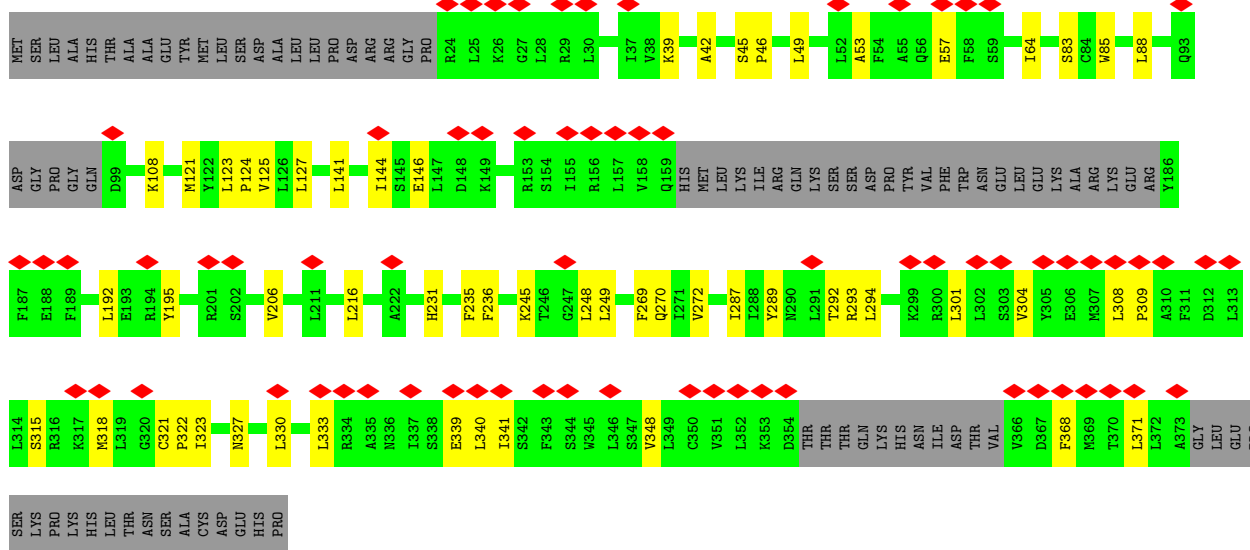 MET SER LEU ALA HIS THR ALA ALA GLU TYR MET LEU SER ASP ALA LEU LEU PRO ASP ARG ARG GLY PRO R24 L25 K26 G27 L28 R29 L30 I37 V38 K39 A42 S45 P46 L49 L52 A53 F54 A55 Q56 E57 F58 S59 I64 S83 C84 W85 L88 Q93
ASP GLY PRO GLY GLN D99 K108 M121 Y122 L123 P124 V125 L126 L127 L141 I144 S145 E146 L147 D148 K149 R153 S154 I155 R156 L157 V158 Q159 HIS MET LEU LYS ILE ARG GLN LYS SER SER ASP PRO TYR VAL PHE TRP ASN GLU LEU GLU LYS ALA ARG LYS GLU ARG Y186
F187 E188 F189 L192 E193 R194 Y195 R201 S202 V206 L211 L216 A222 H231 F235 F236 K245 T246 G247 L248 L249 F269 Q270 I271 V272 I287 I288 Y289 N290 L291 T292 R293 L294 K299 R300 L301 L302 S303 V304 Y305 E306 M307 L308 P309 A310 F311 D312 L313
L314 S315 R316 K317 M318 L319 G320 C321 P322 I323 N327 L330 L333 R334 A335 N336 I337 S338 E339 L340 I341 S342 F343 S344 W345 L346 S347 V348 L349 C350 V351 L352 K353 D354 THR THR THR GLN LYS HIS ASN ILE ASP THR VAL V366 D367 F368 M369 T370 L371 L372 A373 GLY LEU GLU
SER LYS PRO LYS HIS LEU THR ASN SER ALA CYS ASP GLU HIS PRO